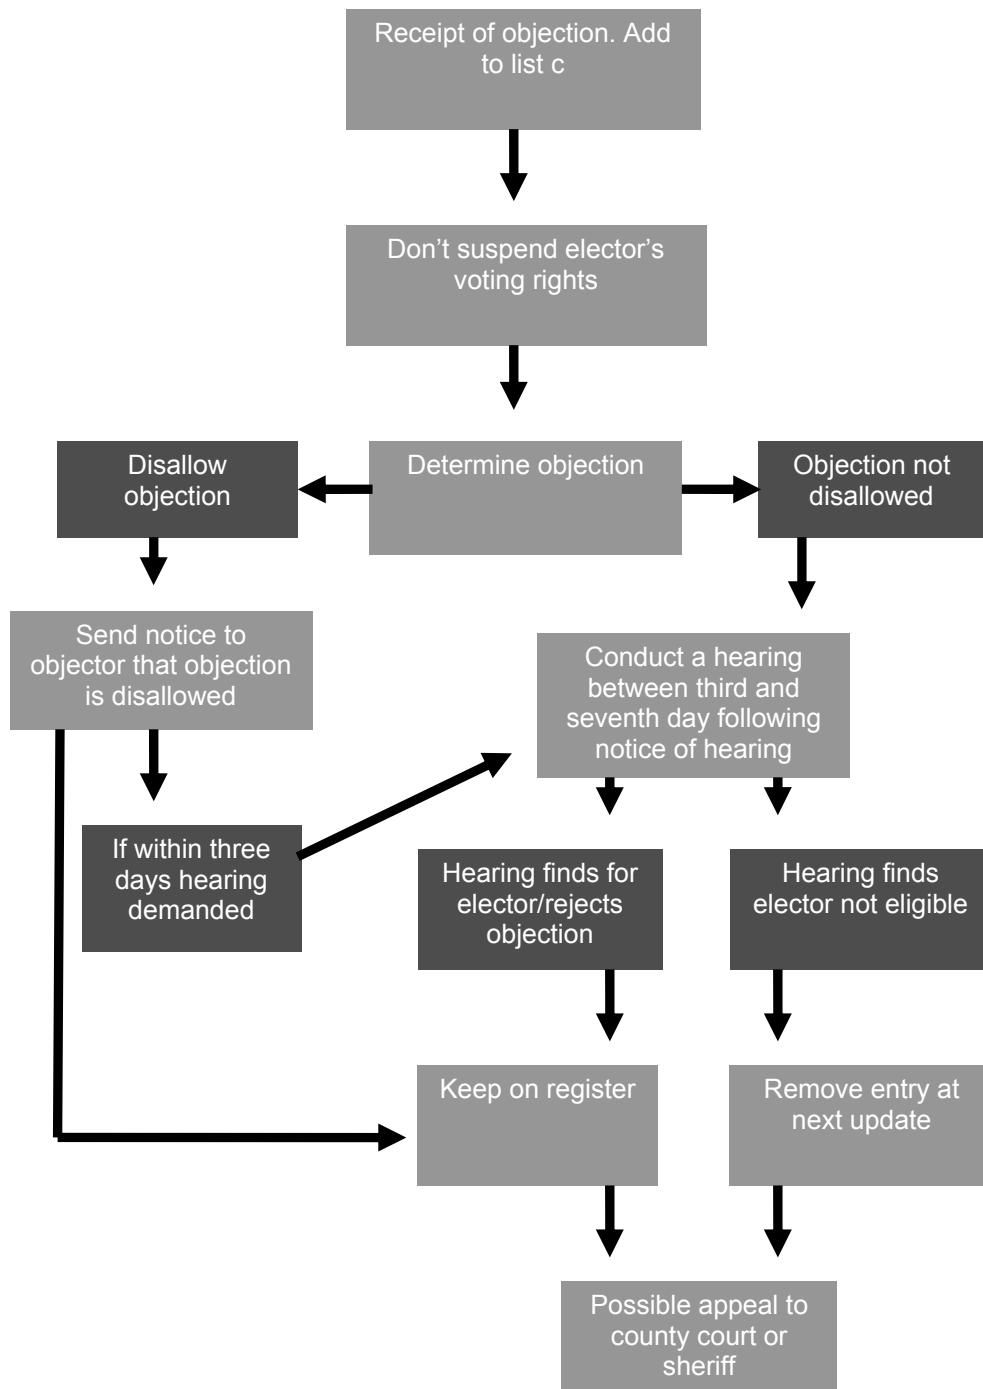 Receipt of objection. Add
to list c
Don’t suspend elector’s
voting rights
Disallow
objection
Determine objection
Objection not
disallowed
Send notice to
objector that objection
is disallowed
Conduct a hearing
between third and
seventh day following
notice of hearing
If within three
days hearing
demanded
Hearing finds for
elector/rejects
objection
Hearing finds
elector not eligible
Keep on register
Remove entry at
next update
Possible appeal to
county court or
sheriff